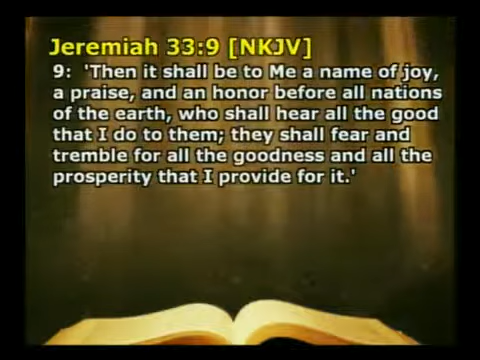 Jeremiah 33:9 [NKJV]
9:  'Then it shall be to Me a name of joy,
a praise, and an honor before all nations
of the earth, who shall hear all the good
that I do to them; they shall fear and
tremble for all the goodness and all the
prosperity that I provide for it.'